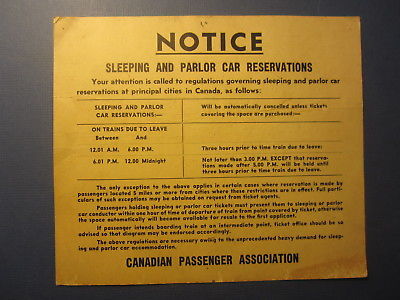 NOTICE
SLEEPING AND PARLOR CAR RESERVATIONS
Your attention is called to regulations governing sleeping and parlor car
reservations at principal cities in Canada, as follows:
SLEEPING AND PARLOR
CAR RESERVATIONS:—
Will be automatically cancelled unless tickets
covering the space are purchased:—
ON TRAINS DUE TO LEAVE
Between And
12.01 A.M. 6.00 P.M.
Three hours prior to time train due to leave.
6.01 P.M. 12.00 Midnight
Not later than 3.00 P.M. EXCEPT that reserva-
tions made after 5.00 P.M. will be held until
three hours prior to time train due to leave.
The only exception to the above applies in certain cases where reservation is made by
passengers located 5 miles or more from cities where these restrictions are in effect. Full parti-
culars of such exceptions may be obtained on request from ticket agents.
Passengers holding sleeping or parlor car tickets must present them to sleeping or parlor
car conductor within one hour of time of departure of train from point covered by ticket, otherwise
the space automatically will become available for resale to the first applicant.
If passenger intends boarding train at an intermediate point, ticket office should be so
advised so that diagram may be endorsed accordingly.
The above regulations are necessary owing to the unprecedented heavy demand for sleep-
ing and parlor car accommodation.
CANADIAN PASSENGER ASSOCIATION